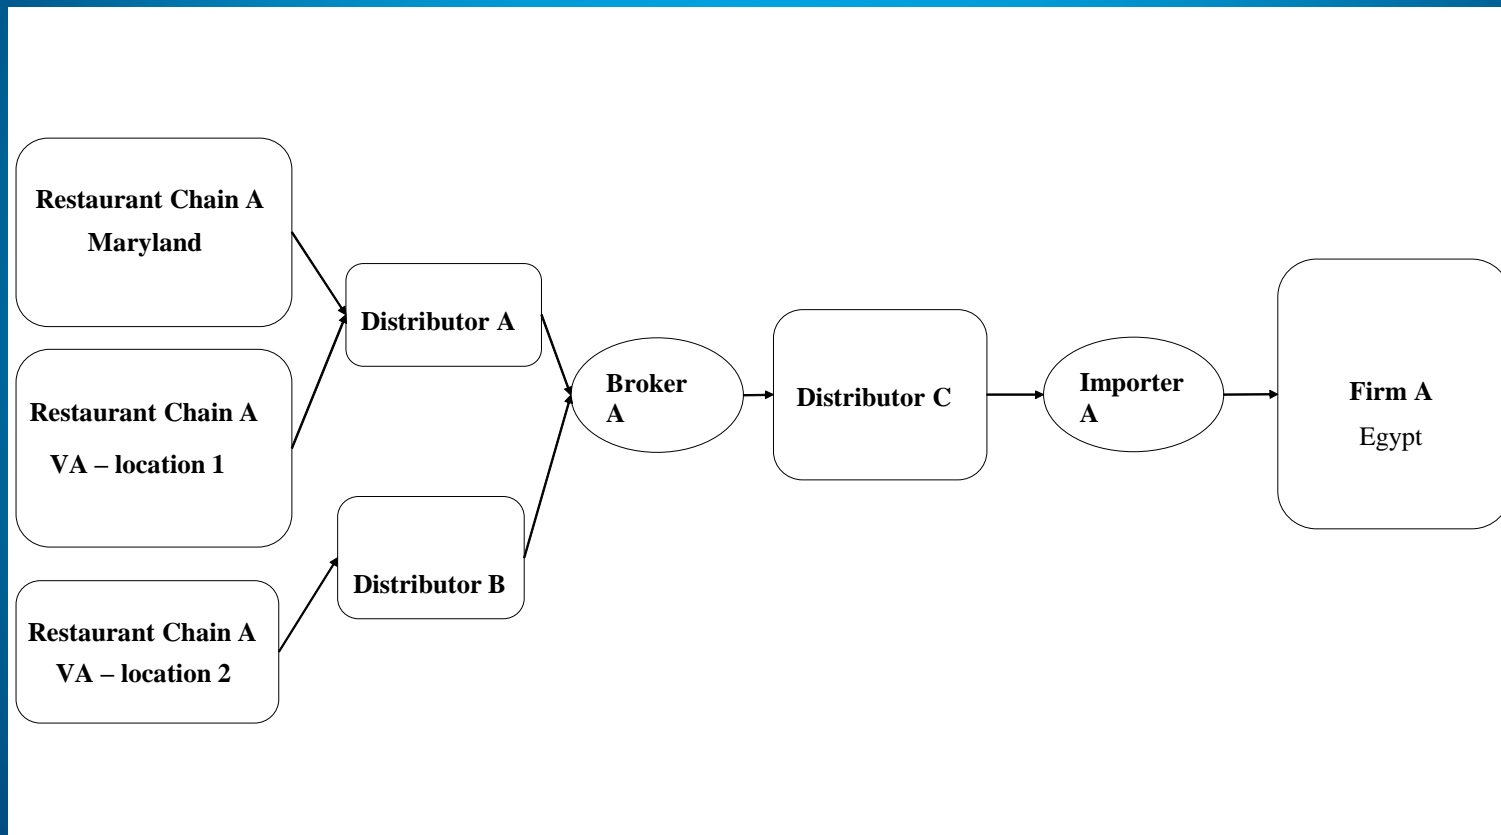 Restaurant Chain A
Maryland
Restaurant Chain A
VA – location 1
Restaurant Chain A
VA – location 2
Distributor A
Distributor B
Broker
A
Distributor C
Importer
A
Firm A
Egypt